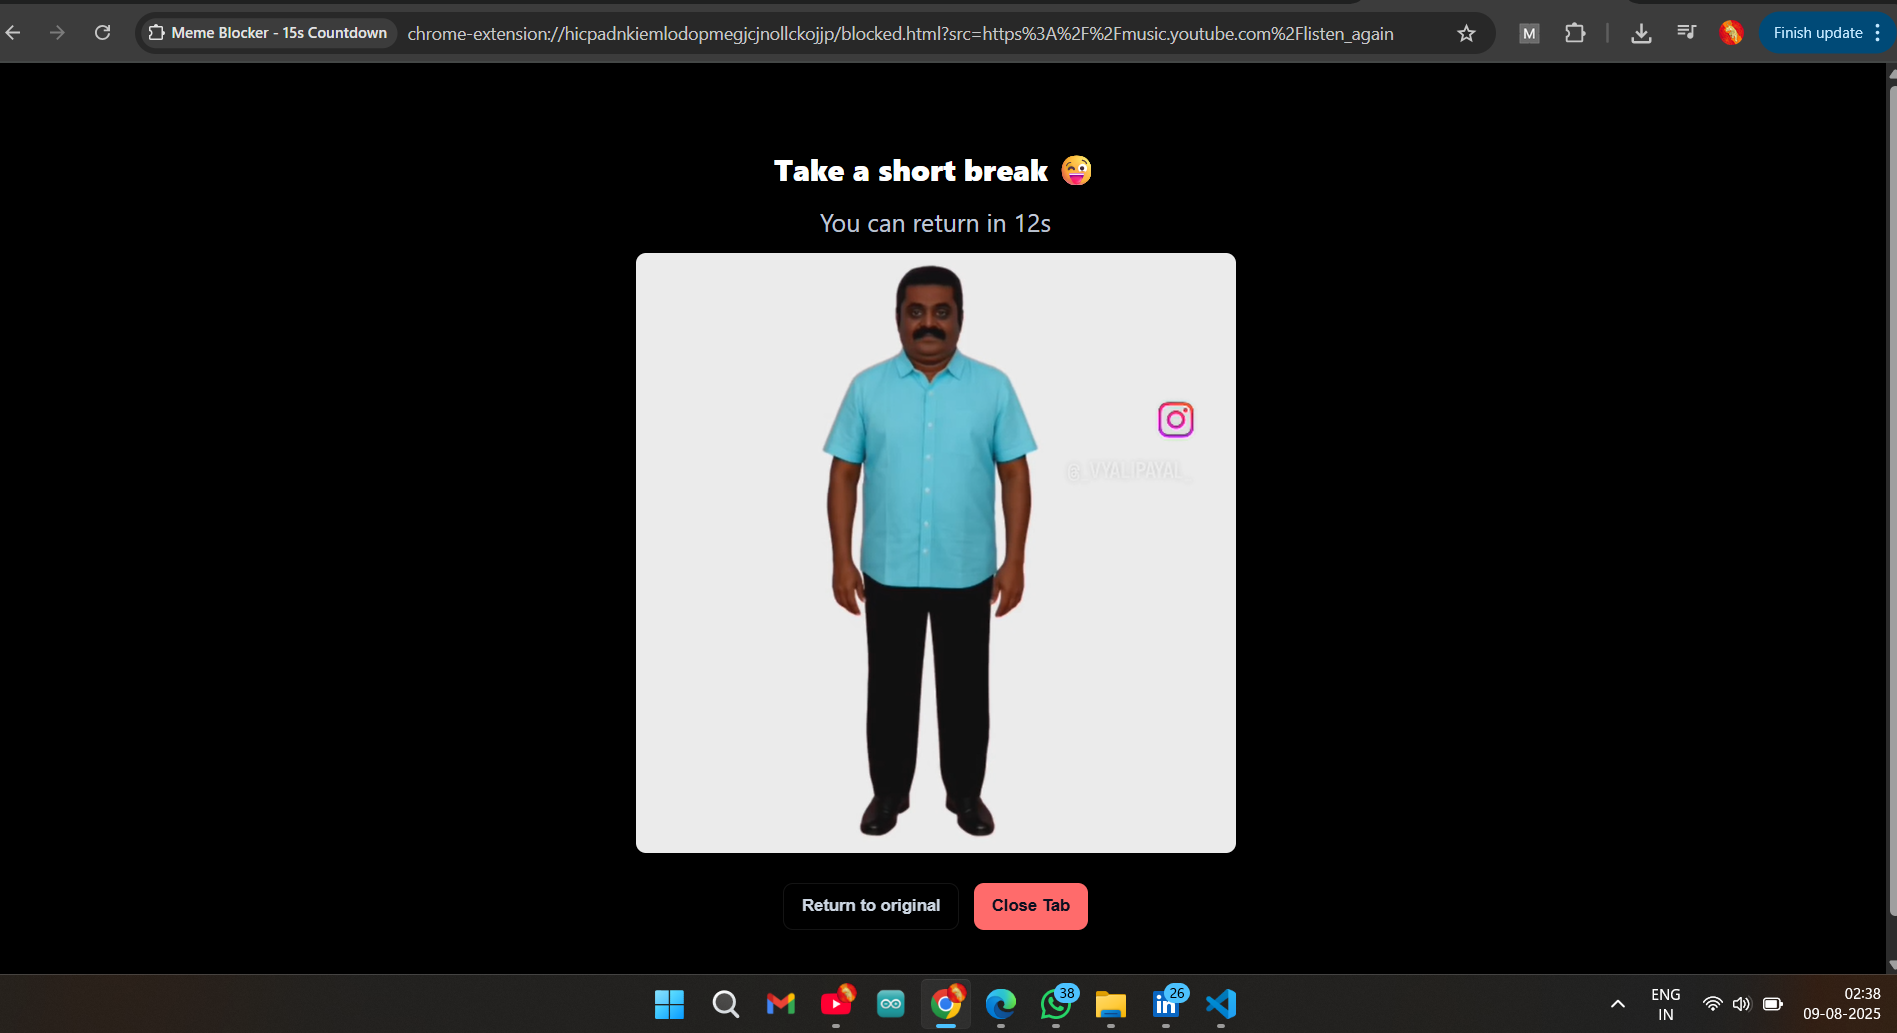 Meme Blocker - 15s Countdown
chrome-extension://hicpadnkiemlodopmegjcjnollckojjp/blocked.html?src=https%3A%2F%2Fmusic.youtube.com%2Flisten_again
M
Finish update
Take a short break 😜
You can return in 12s
@_VYALIPAYAL_
Return to original
Close Tab
38
26
in
ENG
IN
02:38
09-08-2025